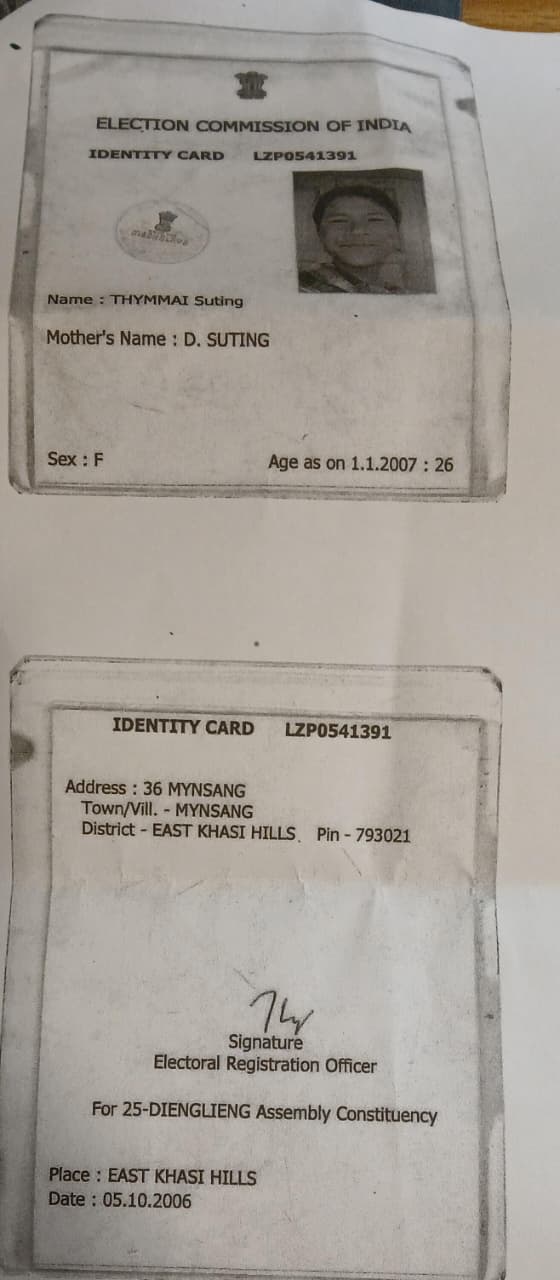 ELECTION COMMISSION OF INDIA
IDENTITY CARD LZP0541391
Name : THYMMAI Suting
Mother's Name : D. SUTING
Sex : F Age as on 1.1.2007 : 26
IDENTITY CARD LZP0541391
Address : 36 MYNSANG
Town/Vill. - MYNSANG
District - EAST KHASI HILLS. Pin - 793021
Signature
Electoral Registration Officer
For 25-DIENGLIENG Assembly Constituency
Place : EAST KHASI HILLS
Date : 05.10.2006